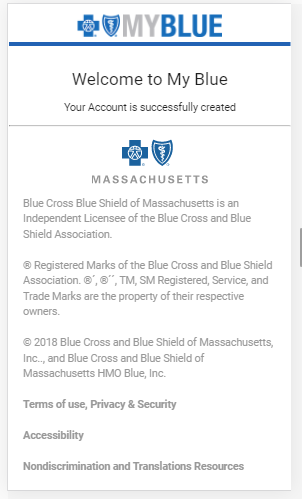 MYBLUE
Welcome to My Blue
Your Account is successfully created
MASSACHUSETTS
Blue Cross Blue Shield of Massachusetts is an
Independent Licensee of the Blue Cross and Blue
Shield Association.
® Registered Marks of the Blue Cross and Blue Shield
Association. ®´, ®´´, TM, SM Registered, Service, and
Trade Marks are the property of their respective
owners.
© 2018 Blue Cross and Blue Shield of Massachusetts,
Inc.., and Blue Cross and Blue Shield of
Massachusetts HMO Blue, Inc.
Terms of use, Privacy & Security
Accessibility
Nondiscrimination and Translations Resources